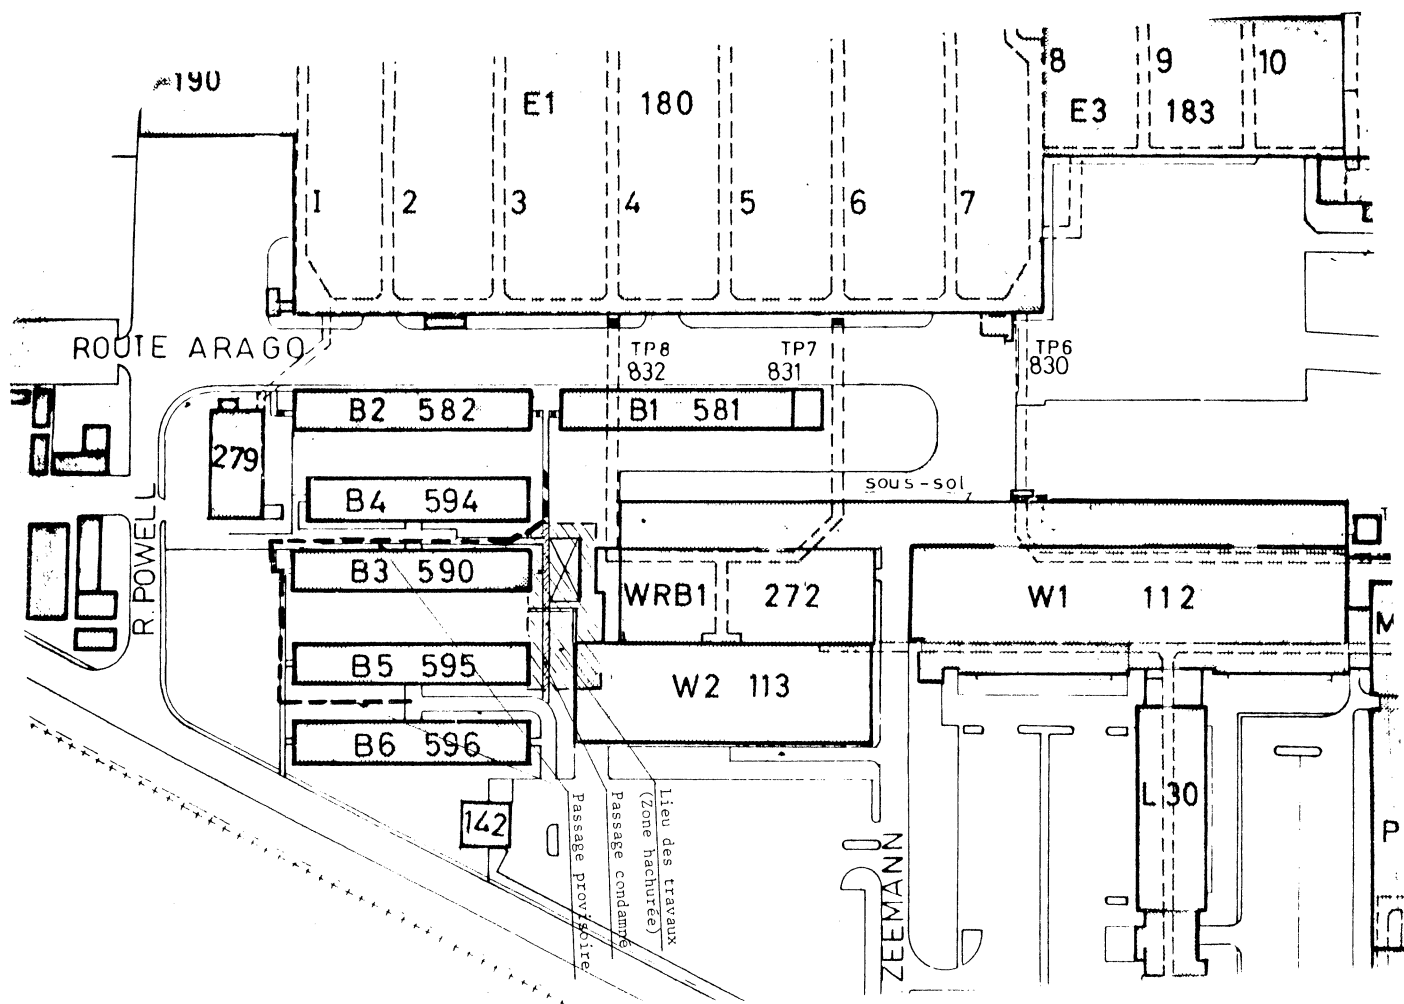 190
E1 180
8 9 10
E3 183
I 2 3 4 5 6 7
ROUTE ARAGO
TP8
832
TP7
831
TP6
830
B2 582
B1 581
279
B4 594
sous-sol
R. POWELL
B3 590
WRB1 272
W1 112
M
B5 595
W2 113
B6 596
L 30
142
P
ZEEMANN
Lieu des travaux
(Zone hachurée)
Passage condamné
Passage provisoire